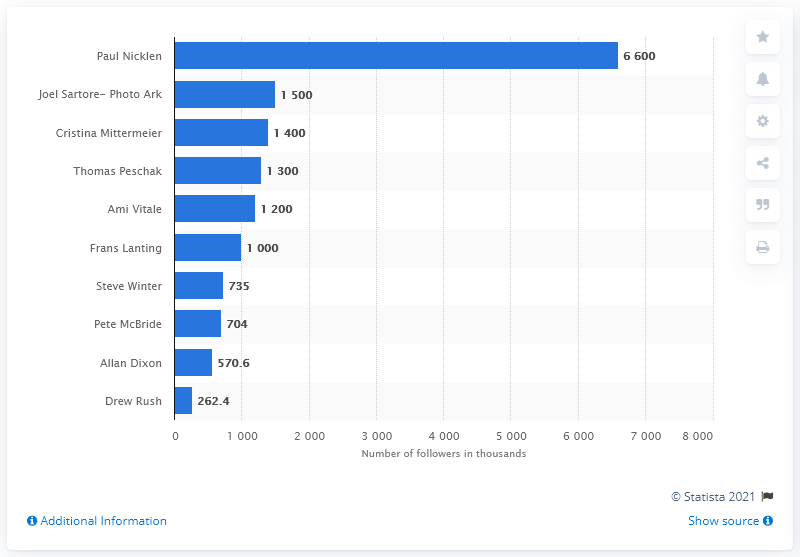 Paul Nicklen 6 600
Joel Sartore- Photo Ark 1 500
Cristina Mittermeier 1 400
Thomas Peschak 1 300
Ami Vitale 1 200
Frans Lanting 1 000
Steve Winter 735
Pete McBride 704
Allan Dixon 570.6
Drew Rush 262.4
0 1 000 2 000 3 000 4 000 5 000 6 000 7 000 8 000
Number of followers in thousands
© Statista 2021
Additional Information Show source